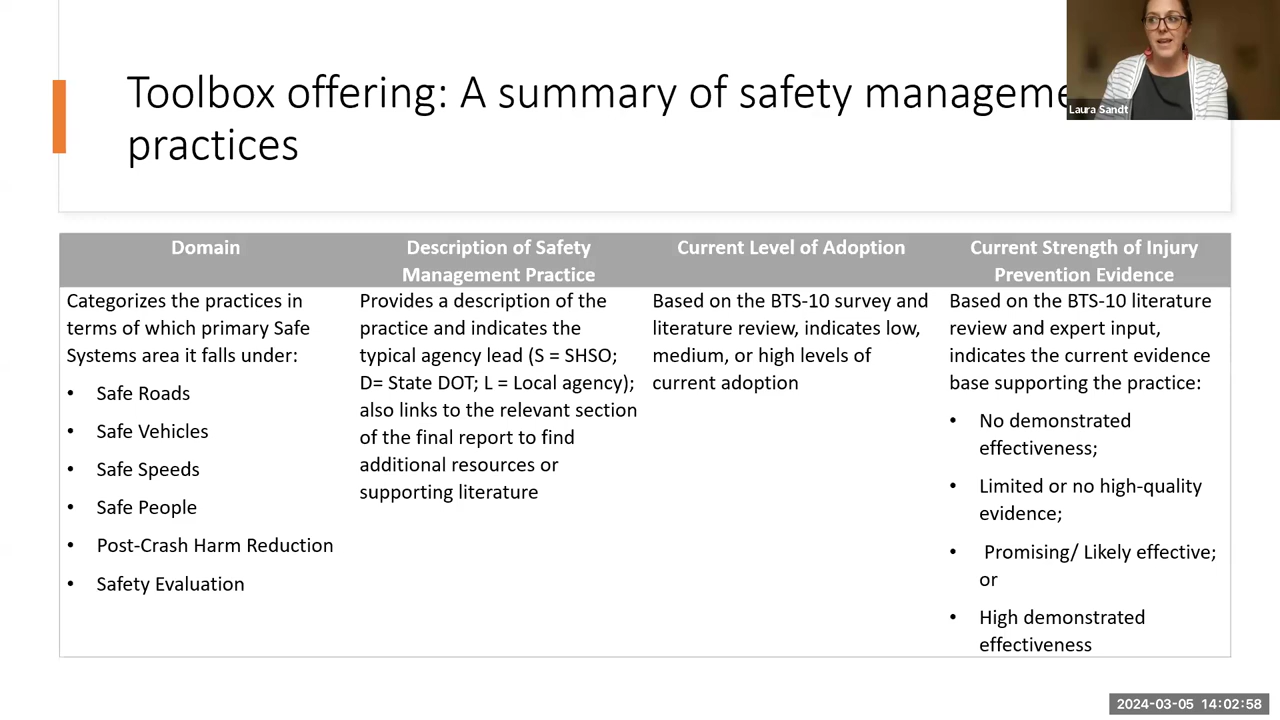 Toolbox offering: A summary of safety manageme
practices
Laura Sandt
Domain
Description of Safety
Management Practice
Current Level of Adoption
Current Strength of Injury
Prevention Evidence
Categorizes the practices in
terms of which primary Safe
Systems area it falls under:
• Safe Roads
• Safe Vehicles
• Safe Speeds
• Safe People
• Post-Crash Harm Reduction
• Safety Evaluation
Provides a description of the
practice and indicates the
typical agency lead (S = SHSO;
D= State DOT; L = Local agency);
also links to the relevant section
of the final report to find
additional resources or
supporting literature
Based on the BTS-10 survey and
literature review, indicates low,
medium, or high levels of
current adoption
Based on the BTS-10 literature
review and expert input,
indicates the current evidence
base supporting the practice:
• No demonstrated
effectiveness;
• Limited or no high-quality
evidence;
• Promising/ Likely effective;
or
• High demonstrated
effectiveness
2024-03-05 14:02:58